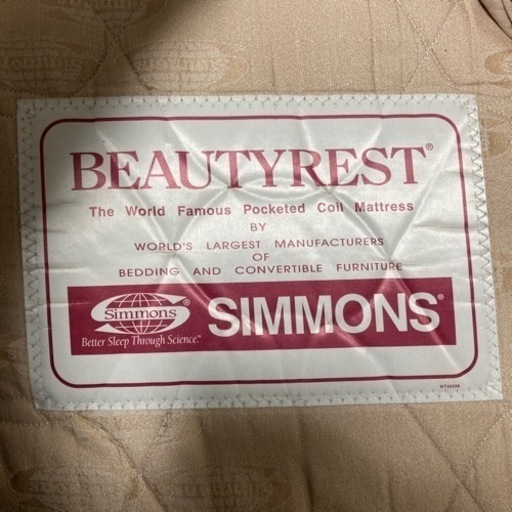 BEAUTYREST®
The World Famous Pocketed Coil Mattress
BY
WORLD'S LARGEST MANUFACTURERS
OF
BEDDING AND CONVERTIBLE FURNITURE
Simmons
Better Sleep Through Science.™
SIMMONS®